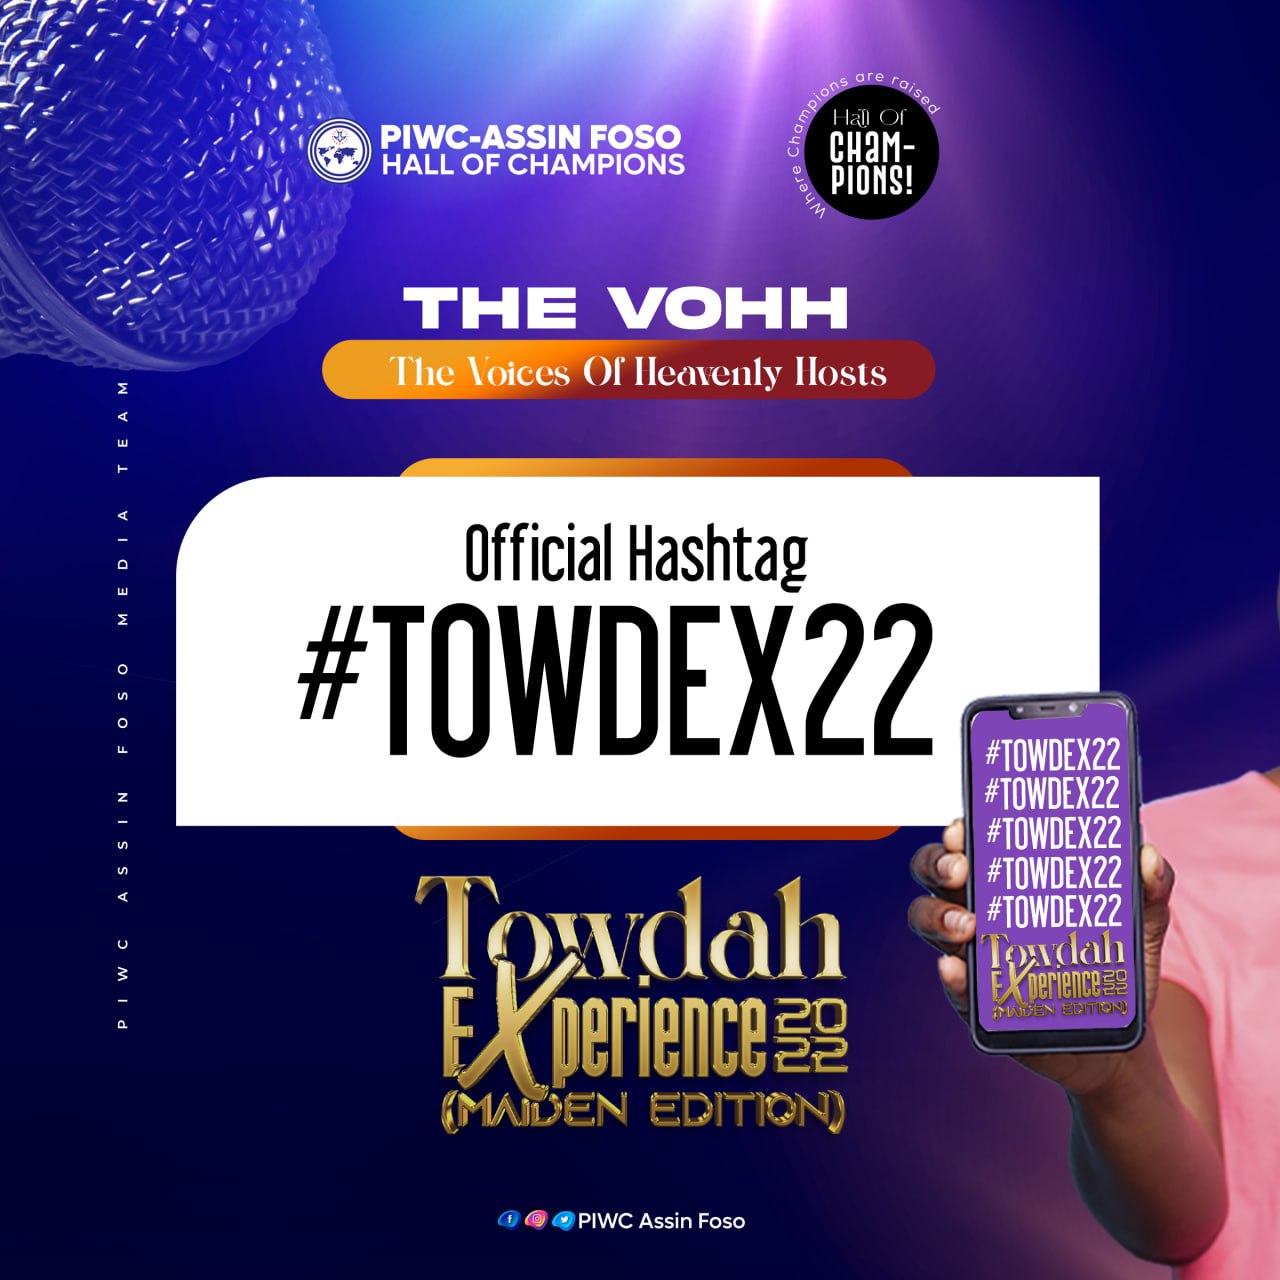 PIWC-ASSIN FOSO
HALL OF CHAMPIONS
Where Champions are raised
Hall Of
CHAM-
PIONS!
THE VOHH
The Voices Of Heavenly Hosts
PIWC ASSIN FOSO MEDIA TEAM
Official Hashtag
#TOWDEX22
#TOWDEX22
#TOWDEX22
#TOWDEX22
#TOWDEX22
#TOWDEX22
Towdah
EXperience 2022
(MAIDEN EDITION)
Towdah
EXperience 2022
(MAIDEN EDITION)
PIWC Assin Foso